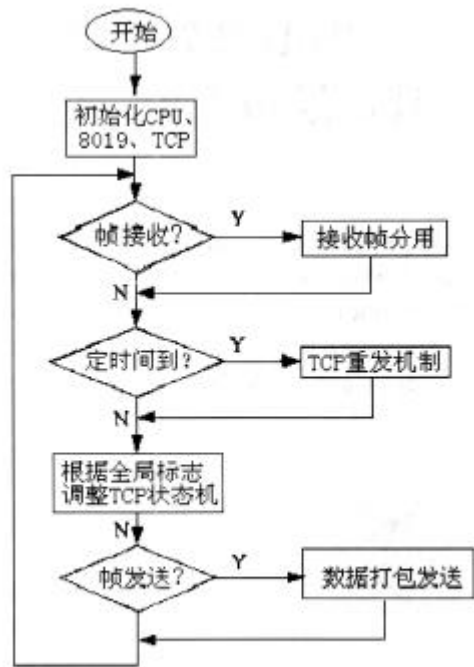 开始
初始化CPU、
8019、TCP
帧接收?
Y
接收帧分用
N
定时间到?
Y
TCP重发机制
N
根据全局标志
调整TCP状态机
N
帧发送?
Y
数据打包发送